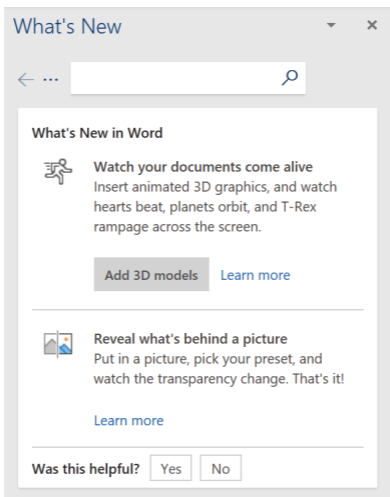 What's New
What's New in Word
Watch your documents come alive
Insert animated 3D graphics, and watch
hearts beat, planets orbit, and T-Rex
rampage across the screen.
Add 3D models Learn more
Reveal what's behind a picture
Put in a picture, pick your preset, and
watch the transparency change. That's it!
Learn more
Was this helpful? Yes No